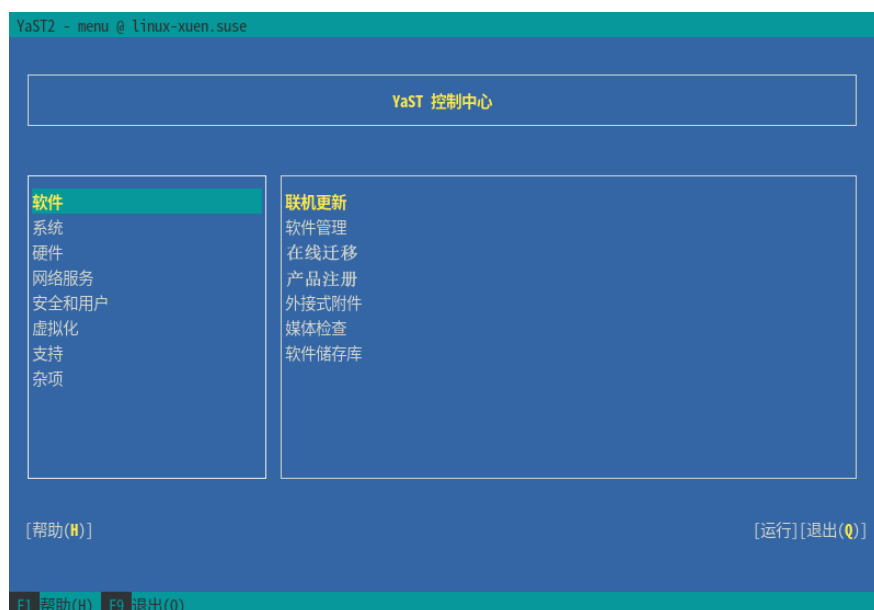 YaST2 - menu @ linux-xuen.suse
YaST 控制中心
软件
系统
硬件
网络服务
安全和用户
虚拟化
支持
杂项
联机更新
软件管理
在线迁移
产品注册
外接式附件
媒体检查
软件储存库
[帮助(H)]
[运行][退出(Q)]
F1 帮助(H) F9 退出(Q)